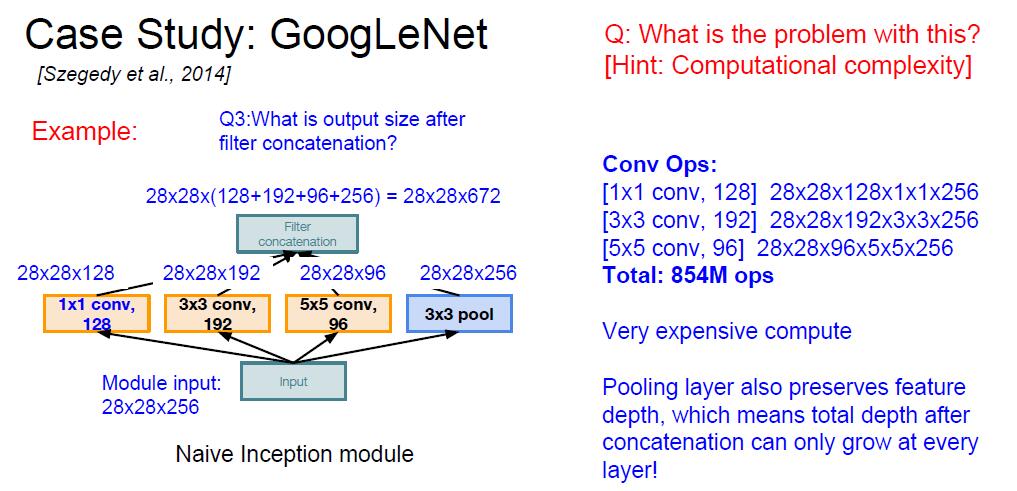 Case Study: GoogLeNet
[Szegedy et al., 2014]
Q: What is the problem with this?
[Hint: Computational complexity]
Example:
Q3:What is output size after
filter concatenation?
28x28x(128+192+96+256) = 28x28x672
Filter
concatenation
28x28x128
28x28x192
28x28x96
28x28x256
1x1 conv,
128
3x3 conv,
192
5x5 conv,
96
3x3 pool
Module input:
28x28x256
Input
Naive Inception module
Conv Ops:
[1x1 conv, 128] 28x28x128x1x1x256
[3x3 conv, 192] 28x28x192x3x3x256
[5x5 conv, 96] 28x28x96x5x5x256
Total: 854M ops
Very expensive compute
Pooling layer also preserves feature
depth, which means total depth after
concatenation can only grow at every
layer!